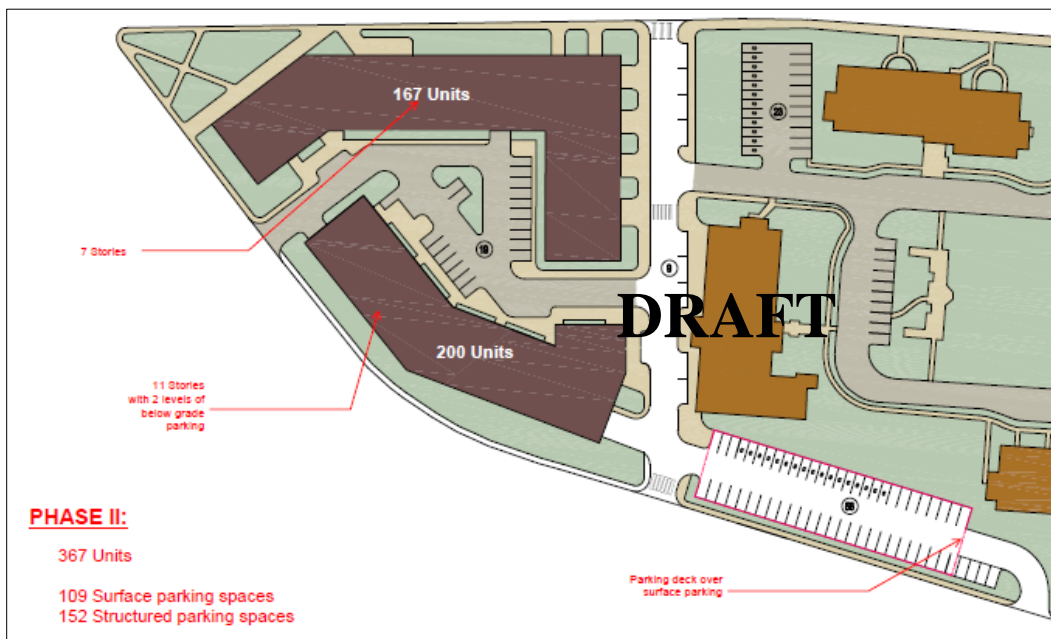 167 Units
23
7 Stories
19
9
DRAFT
200 Units
11 Stories
with 2 levels of
below grade
parking
PHASE II:
367 Units
109 Surface parking spaces
152 Structured parking spaces
Parking deck over
surface parking